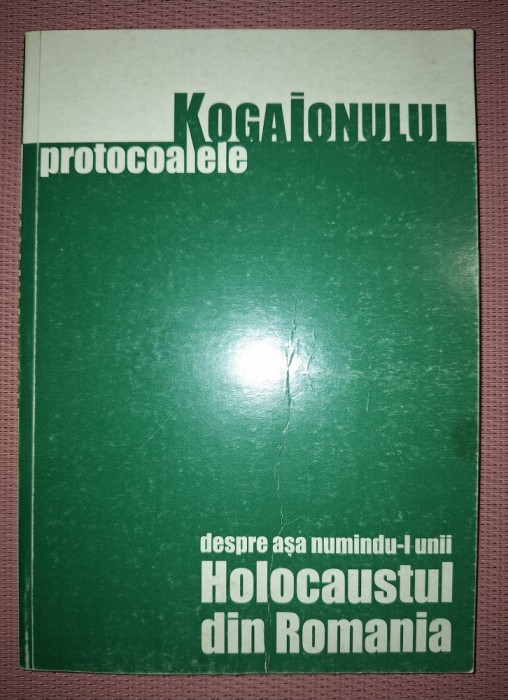 KOGAIONULUI
protocoalele
despre așa numindu-l unii
Holocaustul
din Romania